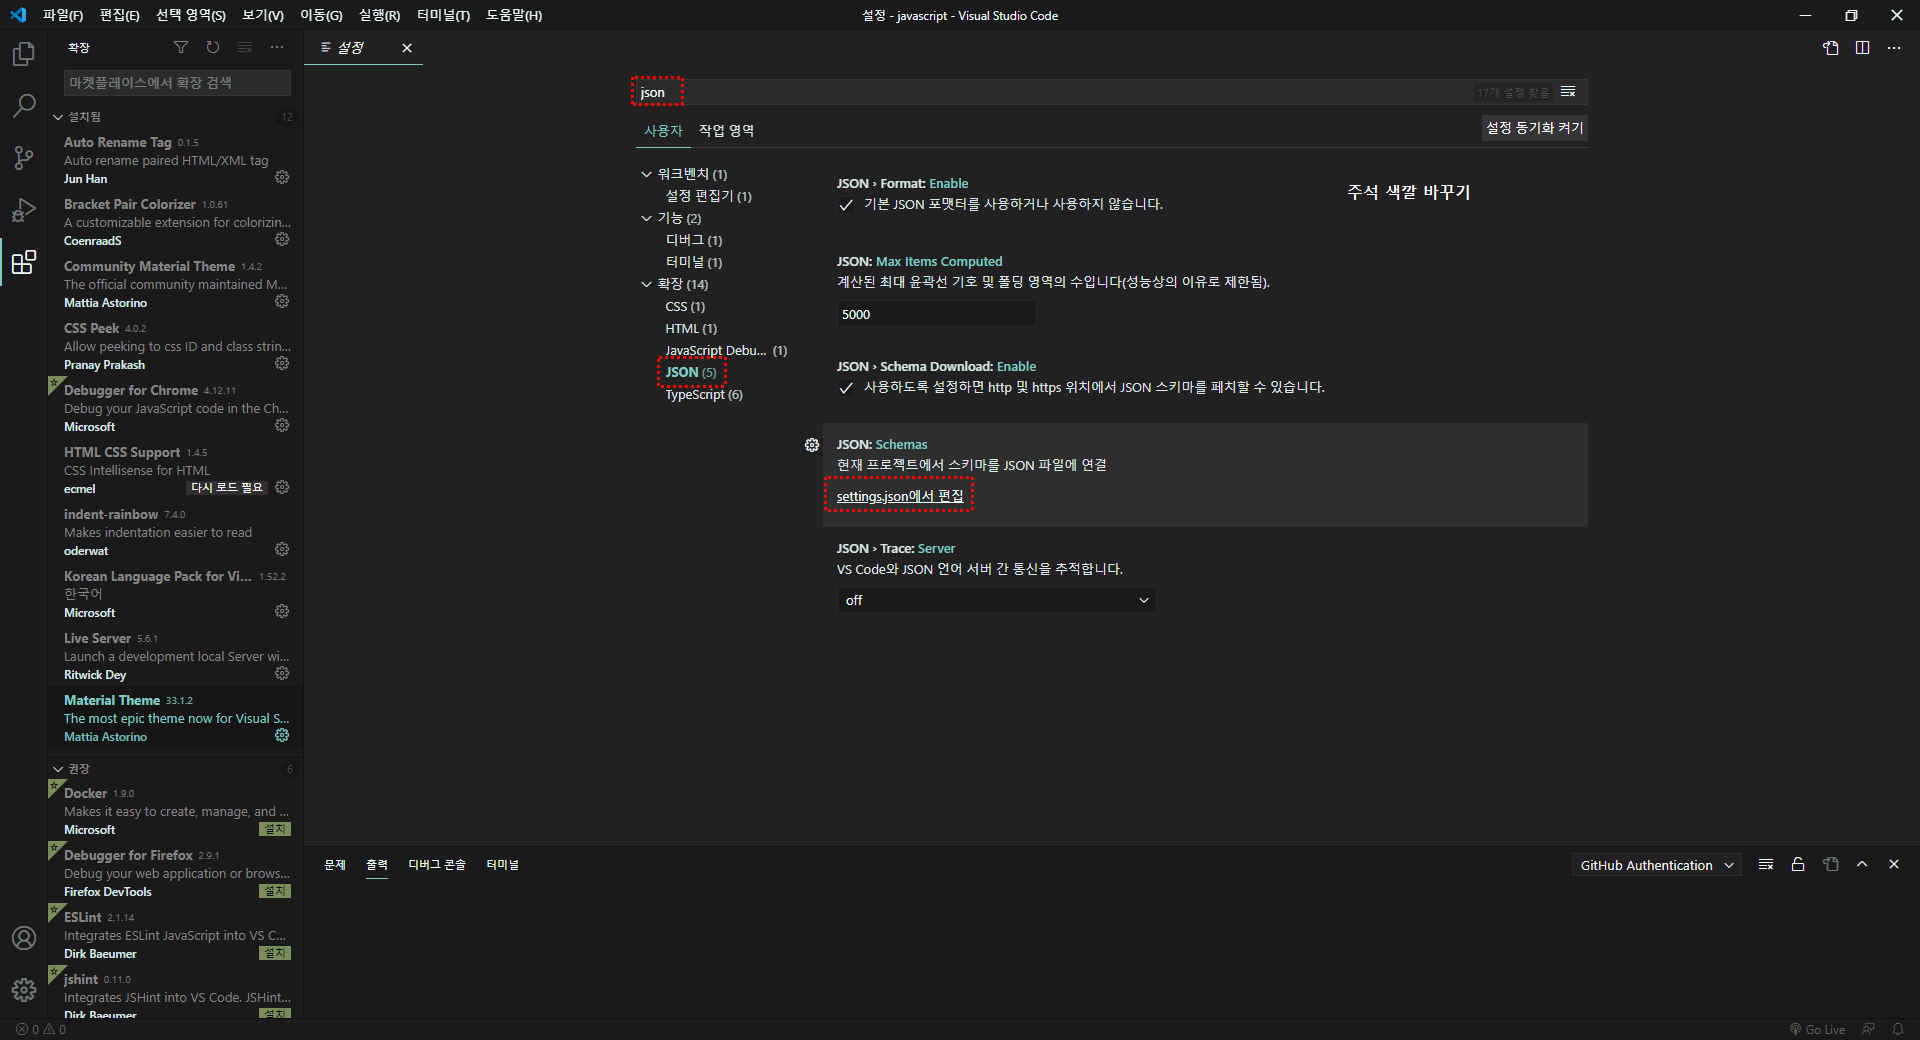 파일(F) 편집(E) 선택 영역(S) 보기(V) 이동(G) 실행(R) 터미널(T) 도움말(H)
설정 - javascript - Visual Studio Code
확장
마켓플레이스에서 확장 검색
설치됨 12
Auto Rename Tag 0.1.5
Auto rename paired HTML/XML tag
Jun Han
Bracket Pair Colorizer 1.0.61
A customizable extension for colorizin...
CoenraadS
Community Material Theme 1.4.2
The official community maintained M...
Mattia Astorino
CSS Peek 4.0.2
Allow peeking to css ID and class strin...
Pranay Prakash
Debugger for Chrome 4.12.11
Debug your JavaScript code in the Ch...
Microsoft
HTML CSS Support 1.4.5
CSS Intellisense for HTML
ecmel 다시 로드 필요
indent-rainbow 7.4.0
Makes indentation easier to read
oderwat
Korean Language Pack for Vi... 1.52.2
한국어
Microsoft
Live Server 5.6.1
Launch a development local Server wi...
Ritwick Dey
Material Theme 33.1.2
The most epic theme now for Visual S...
Mattia Astorino
권장 6
Docker 1.9.0
Makes it easy to create, manage, and ...
Microsoft 설치
Debugger for Firefox 2.9.1
Debug your web application or brows...
Firefox DevTools 설치
ESLint 2.1.14
Integrates ESLint JavaScript into VS C...
Dirk Baeumer 설치
jshint 0.11.0
Integrates JSHint into VS Code. JSHint...
Dirk Baeumer 설치
설정
json
17개 설정 찾음
사용자 작업 영역
설정 동기화 켜기
워크벤치 (1)
설정 편집기 (1)
기능 (2)
디버그 (1)
터미널 (1)
확장 (14)
CSS (1)
HTML (1)
JavaScript Debu... (1)
JSON (5)
TypeScript (6)
JSON › Format: Enable
기본 JSON 포맷터를 사용하거나 사용하지 않습니다.
주석 색깔 바꾸기
JSON: Max Items Computed
계산된 최대 윤곽선 기호 및 폴딩 영역의 수입니다(성능상의 이유로 제한됨).
5000
JSON › Schema Download: Enable
사용하도록 설정하면 http 및 https 위치에서 JSON 스키마를 페치할 수 있습니다.
JSON: Schemas
현재 프로젝트에서 스키마를 JSON 파일에 연결
settings.json에서 편집
JSON › Trace: Server
VS Code와 JSON 언어 서버 간 통신을 추적합니다.
off
문제 출력 디버그 콘솔 터미널
GitHub Authentication
0 0
Go Live